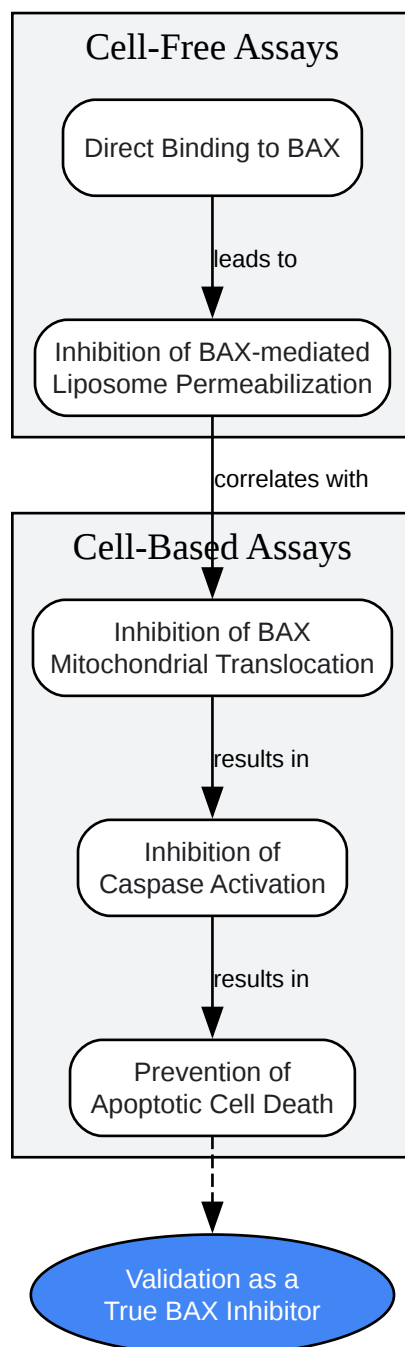 Cell-Free Assays
Direct Binding to BAX
leads to
Inhibition of BAX-mediated
Liposome Permeabilization
correlates with
Cell-Based Assays
Inhibition of BAX
Mitochondrial Translocation
results in
Inhibition of
Caspase Activation
results in
Prevention of
Apoptotic Cell Death
Validation as a
True BAX Inhibitor